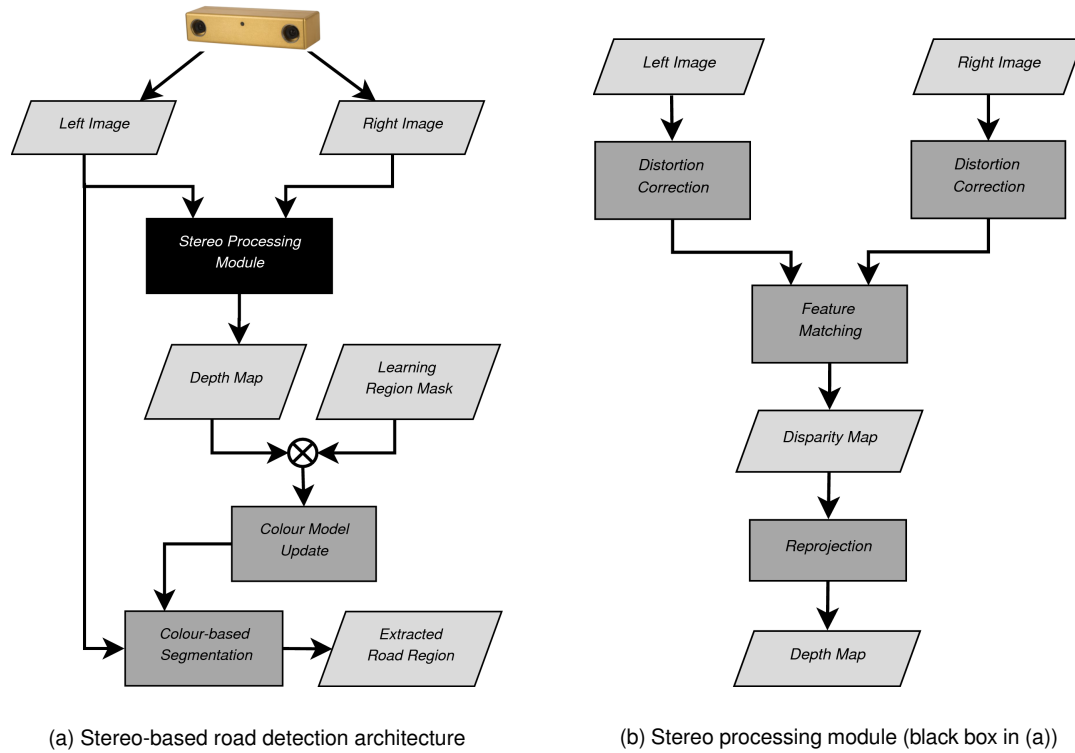 Left Image
Right Image
Stereo Processing
Module
Depth Map
Learning
Region Mask
Colour Model
Update
Colour-based
Segmentation
Extracted
Road Region
(a) Stereo-based road detection architecture
Left Image
Right Image
Distortion
Correction
Distortion
Correction
Feature
Matching
Disparity Map
Reprojection
Depth Map
(b) Stereo processing module (black box in (a))